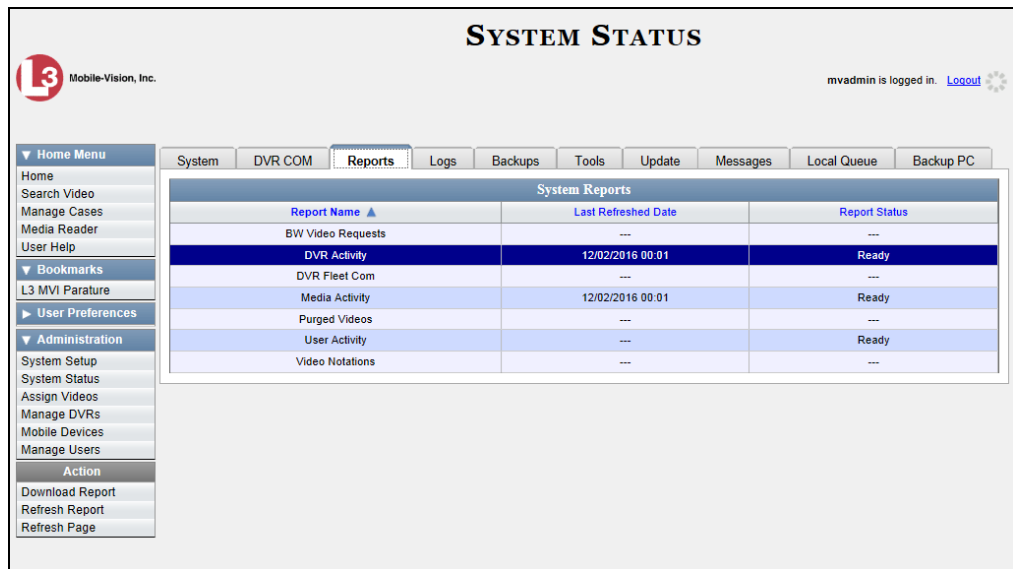 SYSTEM STATUS
L3 Mobile-Vision, Inc.
mvadmin is logged in. Logout
▼ Home Menu
Home
Search Video
Manage Cases
Media Reader
User Help
▼ Bookmarks
L3 MVI Parature
▶ User Preferences
▼ Administration
System Setup
System Status
Assign Videos
Manage DVRs
Mobile Devices
Manage Users
Action
Download Report
Refresh Report
Refresh Page
System DVR COM Reports Logs Backups Tools Update Messages Local Queue Backup PC
System Reports
Report Name ▲ Last Refreshed Date Report Status
BW Video Requests --- ---
DVR Activity 12/02/2016 00:01 Ready
DVR Fleet Com --- ---
Media Activity 12/02/2016 00:01 Ready
Purged Videos --- ---
User Activity --- Ready
Video Notations --- ---